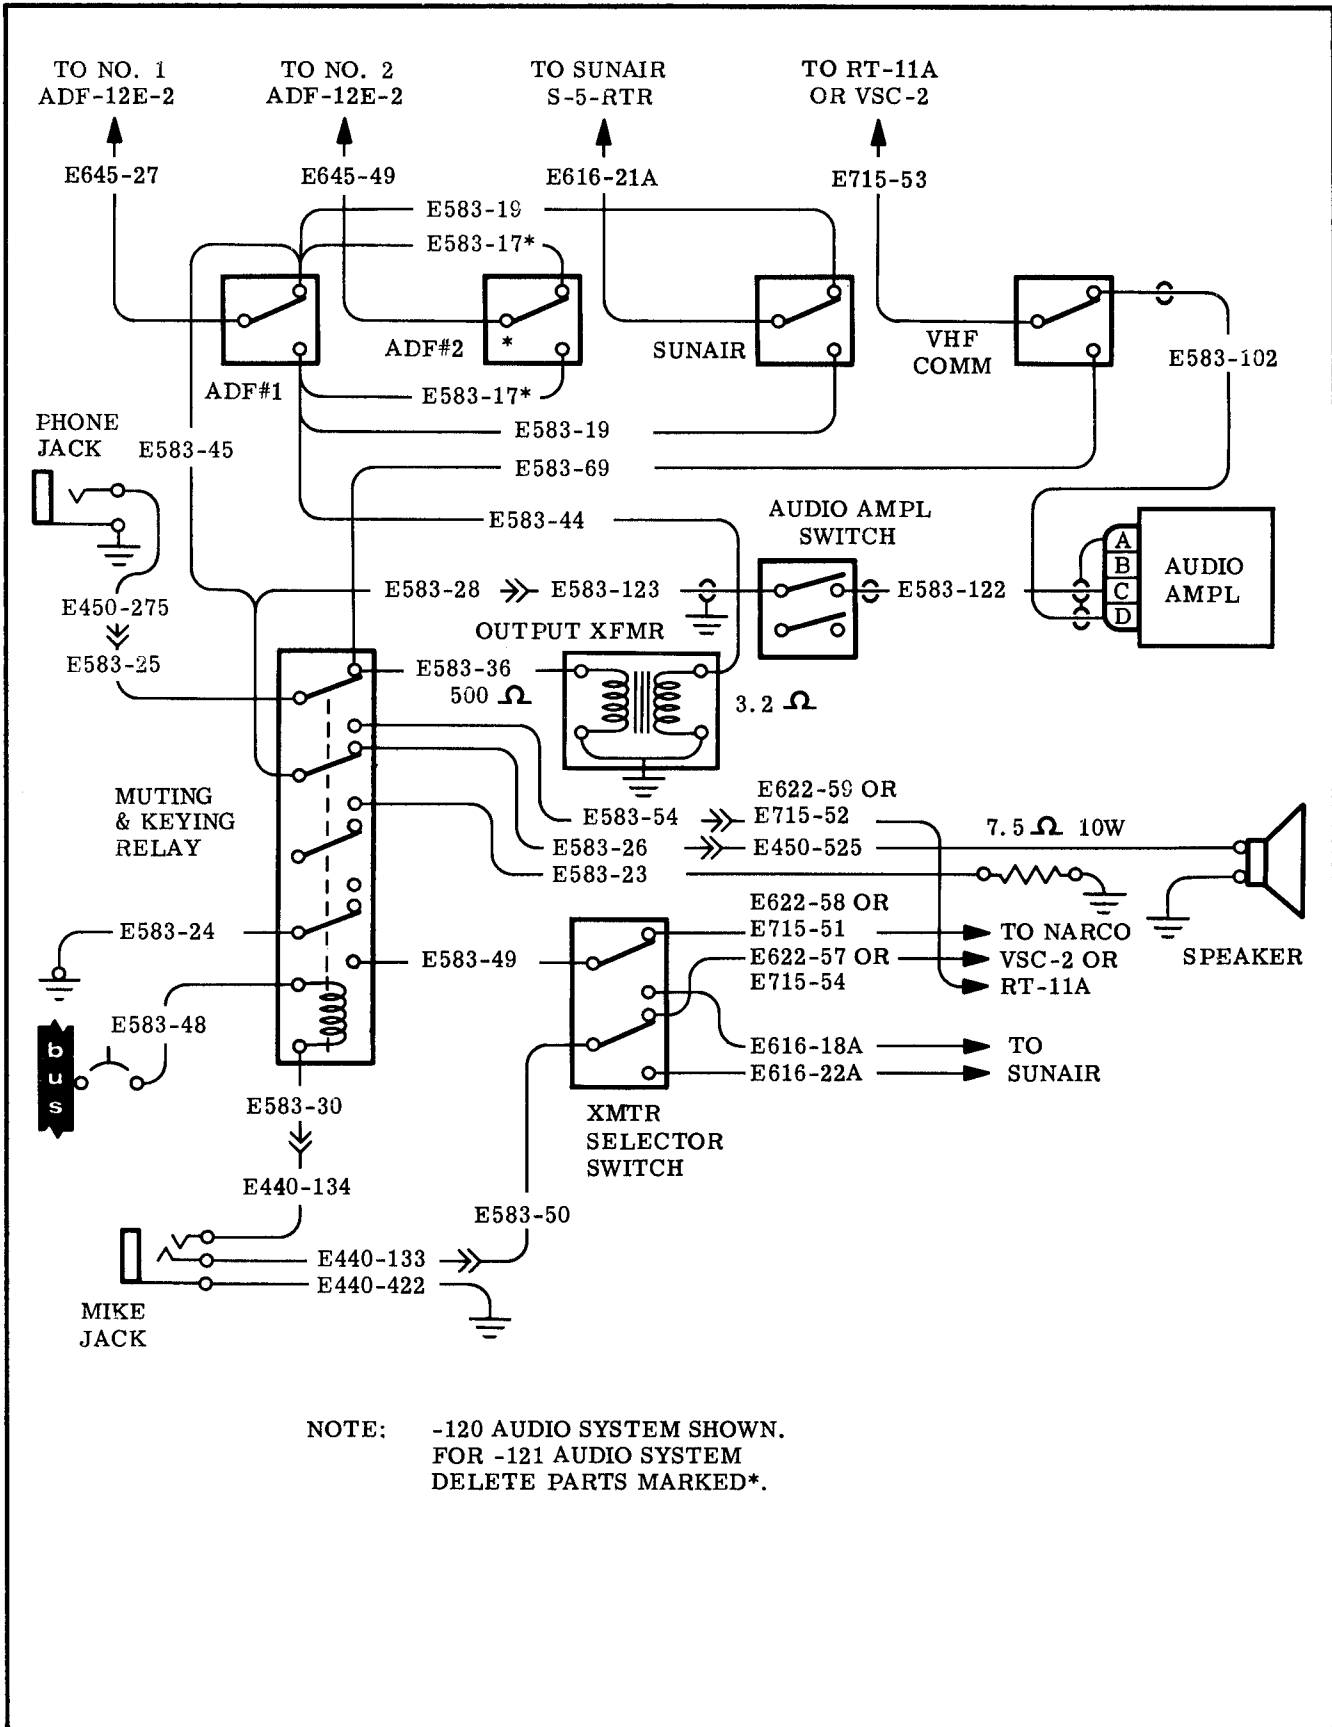 TO NO. 1
ADF-12E-2
TO NO. 2
ADF-12E-2
TO SUNAIR
S-5-RTR
TO RT-11A
OR VSC-2
E645-27
E645-49
E616-21A
E715-53
E583-19
E583-17*
ADF#1
ADF#2
*
SUNAIR
VHF
COMM
E583-102
E583-17*
E583-19
PHONE
JACK
E583-45
E583-69
E583-44
AUDIO AMPL
SWITCH
A
B
C
D
AUDIO
AMPL
E583-28
E583-123
E583-122
E450-275
E583-25
OUTPUT XFMR
E583-36
500 Ω
3.2 Ω
MUTING
& KEYING
RELAY
E622-59 OR
E583-54
E715-52
7.5 Ω 10W
E583-26
E450-525
E583-23
E622-58 OR
E715-51
TO NARCO
E622-57 OR
VSC-2 OR
E715-54
RT-11A
SPEAKER
E583-24
E583-49
E583-48
bus
E616-18A
TO
E616-22A
SUNAIR
E583-30
XMTR
SELECTOR
SWITCH
E440-134
E583-50
E440-133
E440-422
MIKE
JACK
NOTE: -120 AUDIO SYSTEM SHOWN.
FOR -121 AUDIO SYSTEM
DELETE PARTS MARKED*.